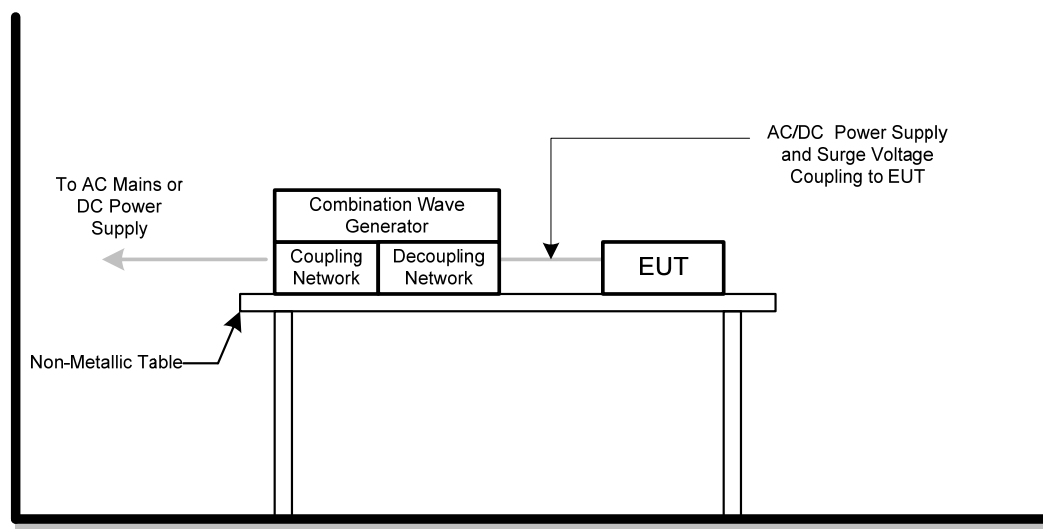 AC/DC Power Supply
and Surge Voltage
Coupling to EUT
To AC Mains or
DC Power
Supply
Combination Wave
Generator
Coupling
Network
Decoupling
Network
EUT
Non-Metallic Table